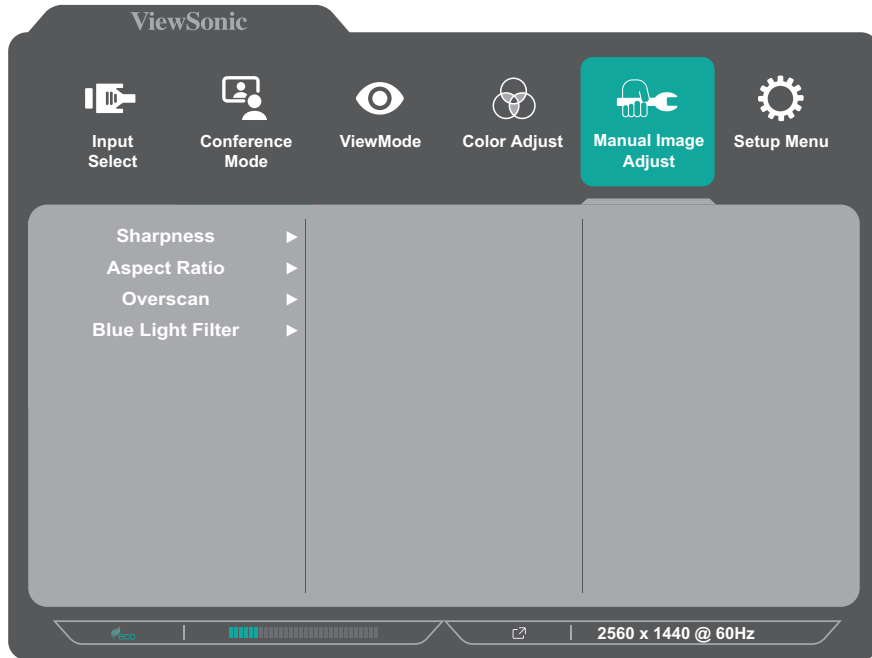 ViewSonic
Input
Select
Conference
Mode
ViewMode
Color Adjust
Manual Image
Adjust
Setup Menu
Sharpness
Aspect Ratio
Overscan
Blue Light Filter
eco
2560 x 1440 @ 60Hz